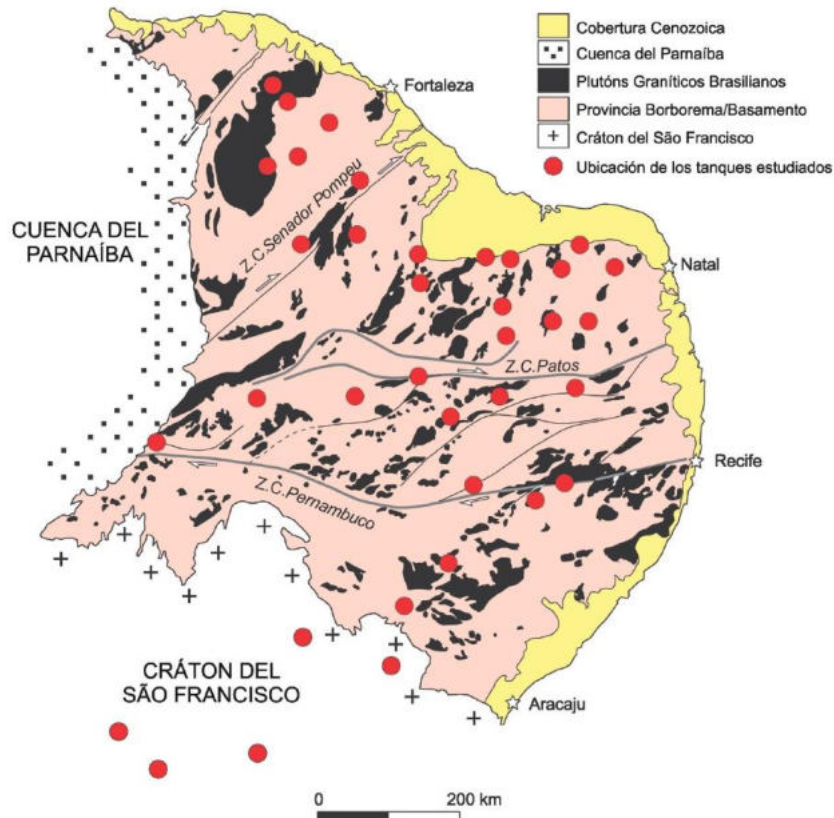 Cobertura Cenozoica
Cuenca del Parnaíba
Plutóns Graníticos Brasilianos
Provincia Borborema/Basamento
Cráton del São Francisco
Ubicación de los tanques estudiados
Fortaleza
Z.C.Senador Pompeu
CUENCA DEL
PARNAÍBA
Natal
Z.C.Patos
Recife
Z.C.Pernambuco
CRÁTON DEL
SÃO FRANCISCO
Aracaju
0 200 km